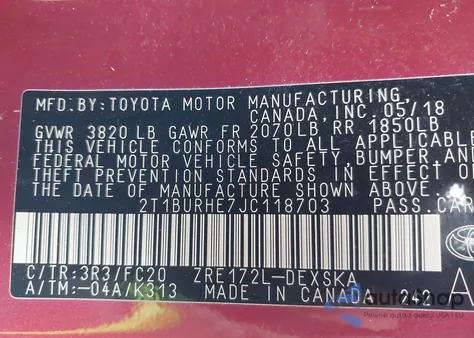 MFD.BY:TOYOTA MOTOR MANUFACTURING
CANADA,INC.05/18
GVWR 3820 LB GAWR FR 2070LB, RR 1850LB
THIS VEHICLE CONFORMS TO ALL APPLICABLE
FEDERAL MOTOR VEHICLE SAFETY, BUMPER, AND
THEFT PREVENTION STANDARDS IN EFFECT ON
THE DATE OF MANUFACTURE SHOWN ABOVE.
2T1BURHE7JC118703 PASS.CAR
C/TR:3R3/FC20 ZRE172L-DEXSKA
A/TM:-04A/K313 MADE IN CANADA 242 A